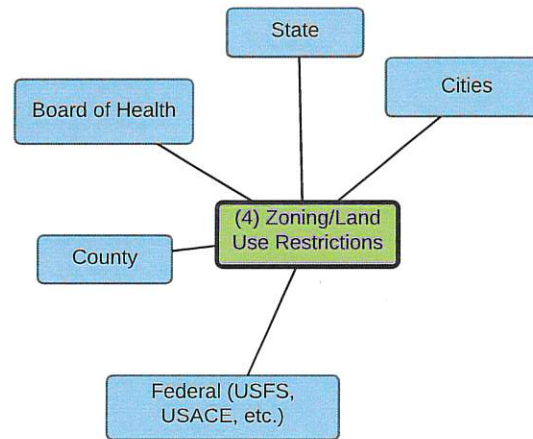 State
Cities
Board of Health
(4) Zoning/Land
Use Restrictions
County
Federal (USFS,
USACE, etc.)